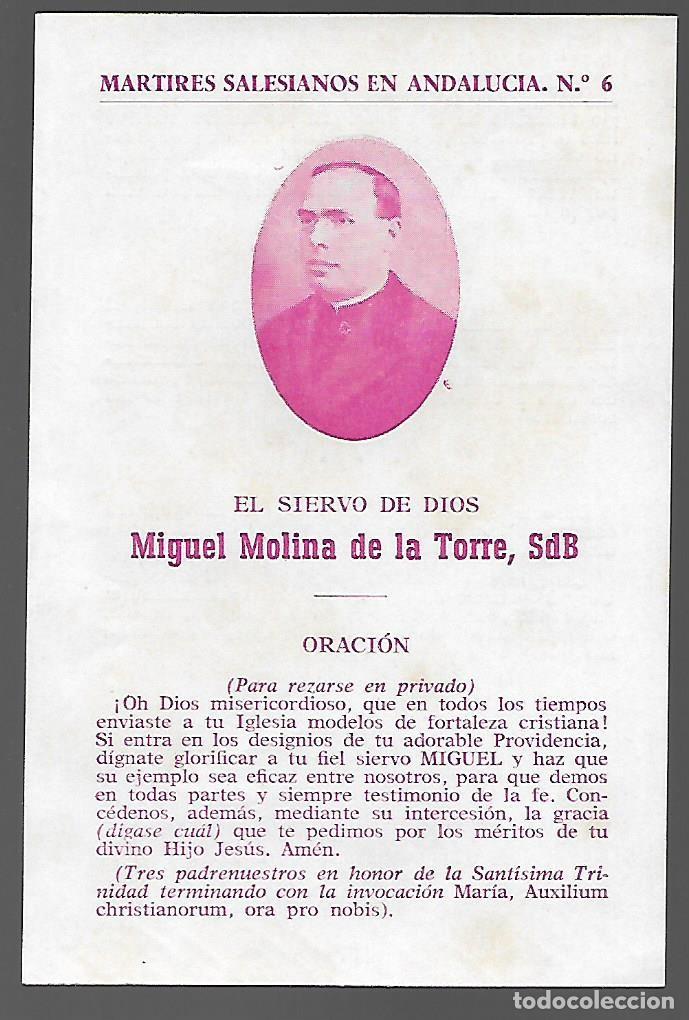 MARTIRES SALESIANOS EN ANDALUCIA. N.º 6
EL SIERVO DE DIOS
Miguel Molina de la Torre, SdB
ORACIÓN
(Para rezarse en privado)
¡Oh Dios misericordioso, que en todos los tiempos
enviaste a tu Iglesia modelos de fortaleza cristiana!
Si entra en los designios de tu adorable Providencia,
dígnate glorificar a tu fiel siervo MIGUEL y haz que
su ejemplo sea eficaz entre nosotros, para que demos
en todas partes y siempre testimonio de la fe. Con-
cédenos, además, mediante su intercesión, la gracia
(dígase cuál) que te pedimos por los méritos de tu
divino Hijo Jesús. Amén.
(Tres padrenuestros en honor de la Santísima Tri-
nidad terminando con la invocación María, Auxilium
christianorum, ora pro nobis).
todocoleccion